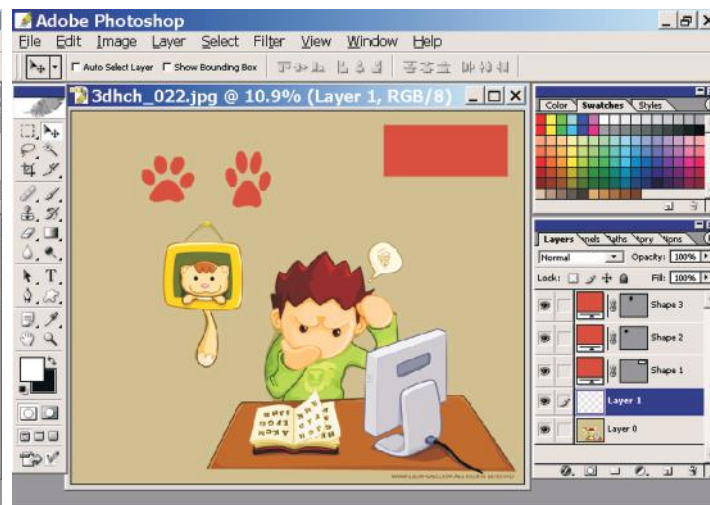 Adobe Photoshop
File Edit Image Layer Select Filter View Window Help
Auto Select Layer Show Bounding Box
3dhch_022.jpg @ 10.9% (Layer 1, RGB/8)
Color Swatches Styles
Layers
Normal Opacity: 100%
Lock: Fill: 100%
Shape 3
Shape 2
Shape 1
Layer 1
Layer 0